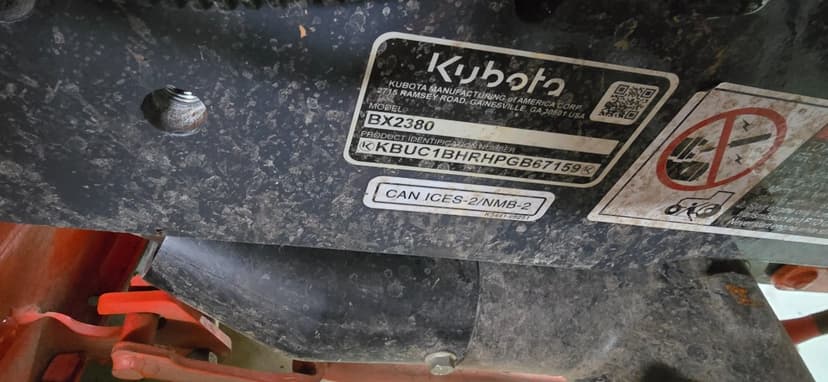 Kubota
KUBOTA MANUFACTURING of AMERICA CORP.
2715 RAMSEY ROAD, GAINESVILLE, GA,30501,USA
MODEL
BX2380
PRODUCT IDENTIFICATION NUMBER
KKBUC1BHRHPGB67159
CAN ICES-2/NMB-2